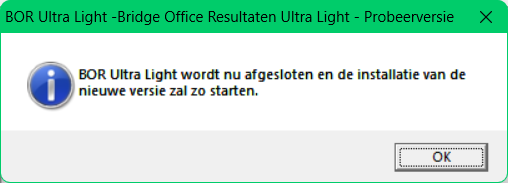 BOR Ultra Light -Bridge Office Resultaten Ultra Light - Probeerversie
BOR Ultra Light wordt nu afgesloten en de installatie van de
nieuwe versie zal zo starten.
OK